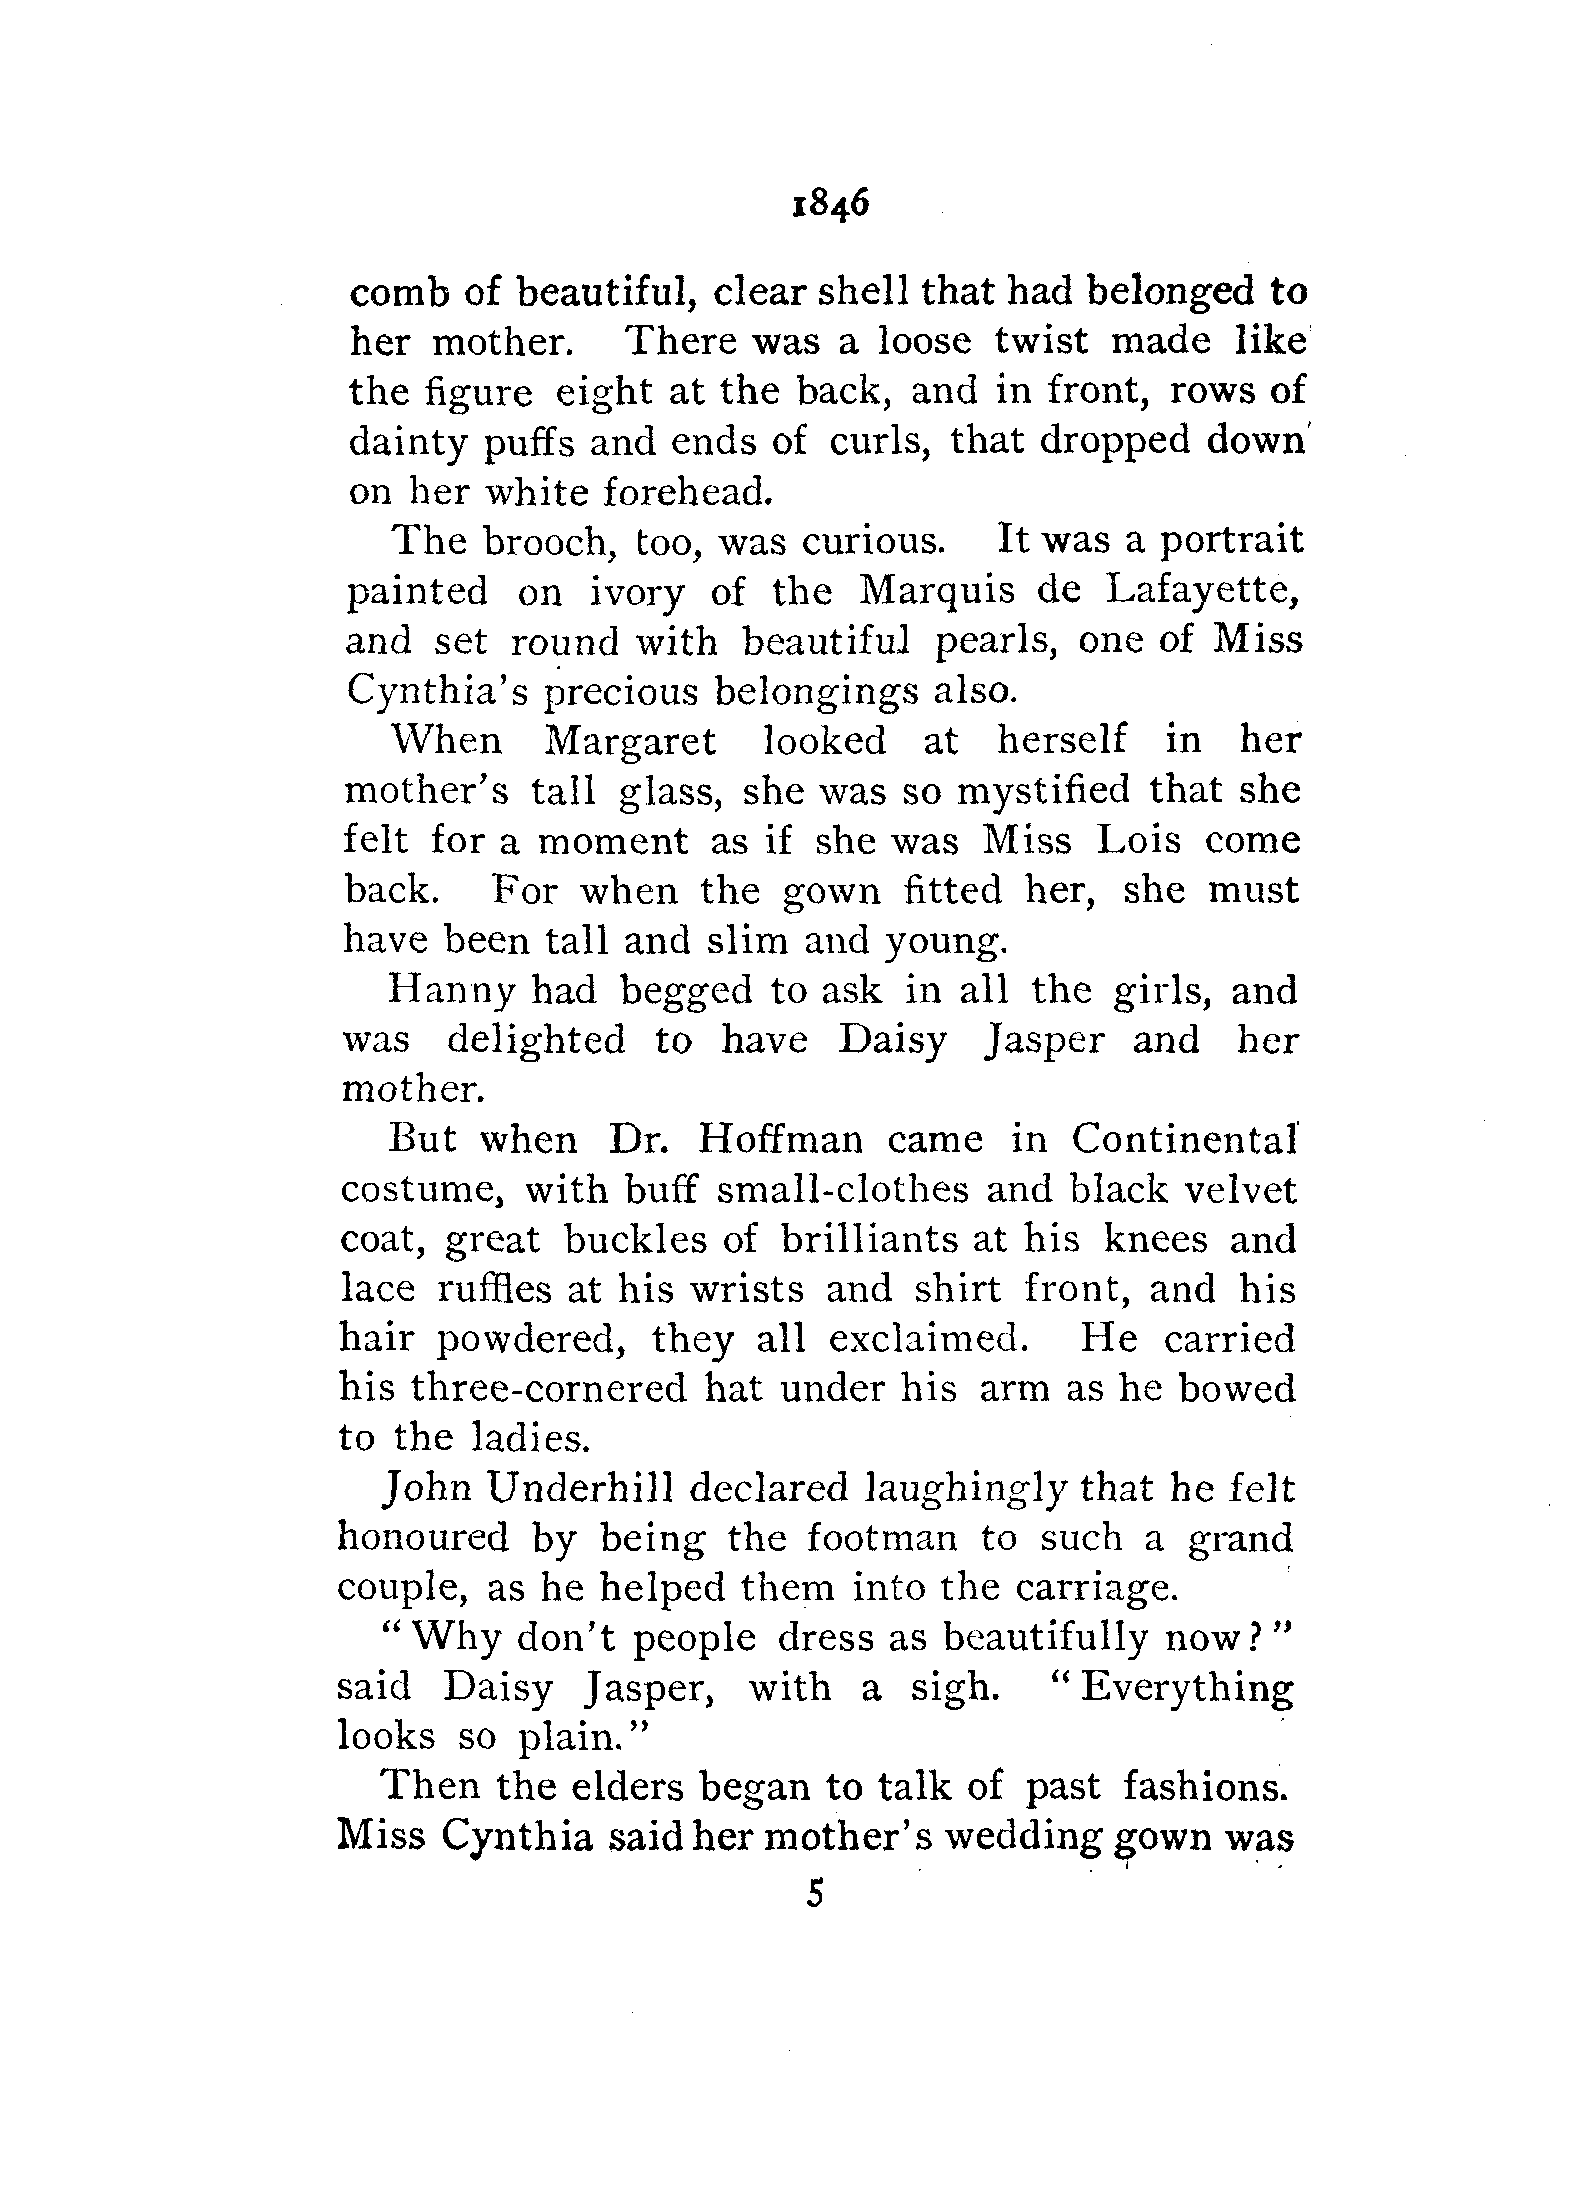 1846
comb of beautiful, clear shell that had belonged to
her mother. There was a loose twist made like
the figure eight at the back, and in front, rows of
dainty puffs and ends of curls, that dropped down
on her white forehead.
The brooch, too, was curious. It was a portrait
painted on ivory of the Marquis de Lafayette,
and set round with beautiful pearls, one of Miss
Cynthia's precious belongings also.
When Margaret looked at herself in her
mother's tall glass, she was so mystified that she
felt for a moment as if she was Miss Lois come
back. For when the gown fitted her, she must
have been tall and slim and young.
Hanny had begged to ask in all the girls, and
was delighted to have Daisy Jasper and her
mother.
But when Dr. Hoffman came in Continental
costume, with buff small-clothes and black velvet
coat, great buckles of brilliants at his knees and
lace ruffles at his wrists and shirt front, and his
hair powdered, they all exclaimed. He carried
his three-cornered hat under his arm as he bowed
to the ladies.
John Underhill declared laughingly that he felt
honoured by being the footman to such a grand
couple, as he helped them into the carriage.
"Why don't people dress as beautifully now?"
said Daisy Jasper, with a sigh. "Everything
looks so plain."
Then the elders began to talk of past fashions.
Miss Cynthia said her mother's wedding gown was
5